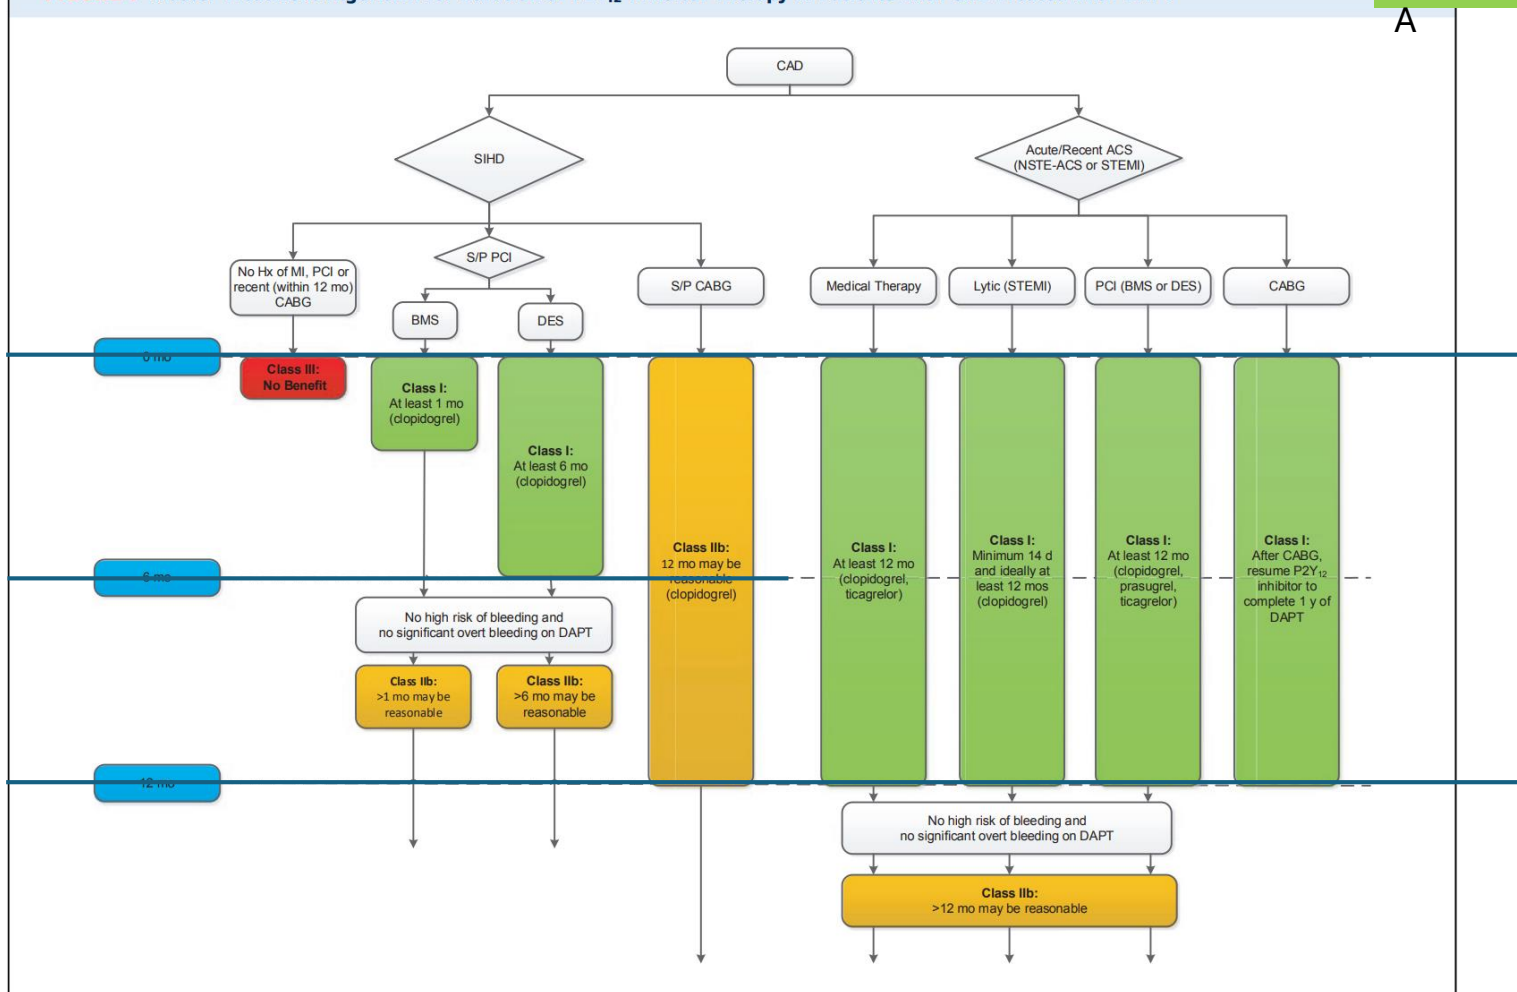 A
CAD
SIHD
Acute/Recent ACS
(NSTE-ACS or STEMI)
No Hx of MI, PCI or
recent (within 12 mo)
CABG
S/P PCI
S/P CABG
BMS
DES
Medical Therapy
Lytic (STEMI)
PCI (BMS or DES)
CABG
0 mo
Class III:
No Benefit
Class I:
At least 1 mo
(clopidogrel)
Class I:
At least 6 mo
(clopidogrel)
Class IIb:
12 mo may be
reasonable
(clopidogrel)
Class I:
At least 12 mo
(clopidogrel,
ticagrelor)
Class I:
Minimum 14 d
and ideally at
least 12 mos
(clopidogrel)
Class I:
At least 12 mo
(clopidogrel,
prasugrel,
ticagrelor)
Class I:
After CABG,
resume P2Y₁₂
inhibitor to
complete 1 y of
DAPT
6 mo
No high risk of bleeding and
no significant overt bleeding on DAPT
Class IIb:
>1 mo may be
reasonable
Class IIb:
>6 mo may be
reasonable
12 mo
No high risk of bleeding and
no significant overt bleeding on DAPT
Class IIb:
>12 mo may be reasonable